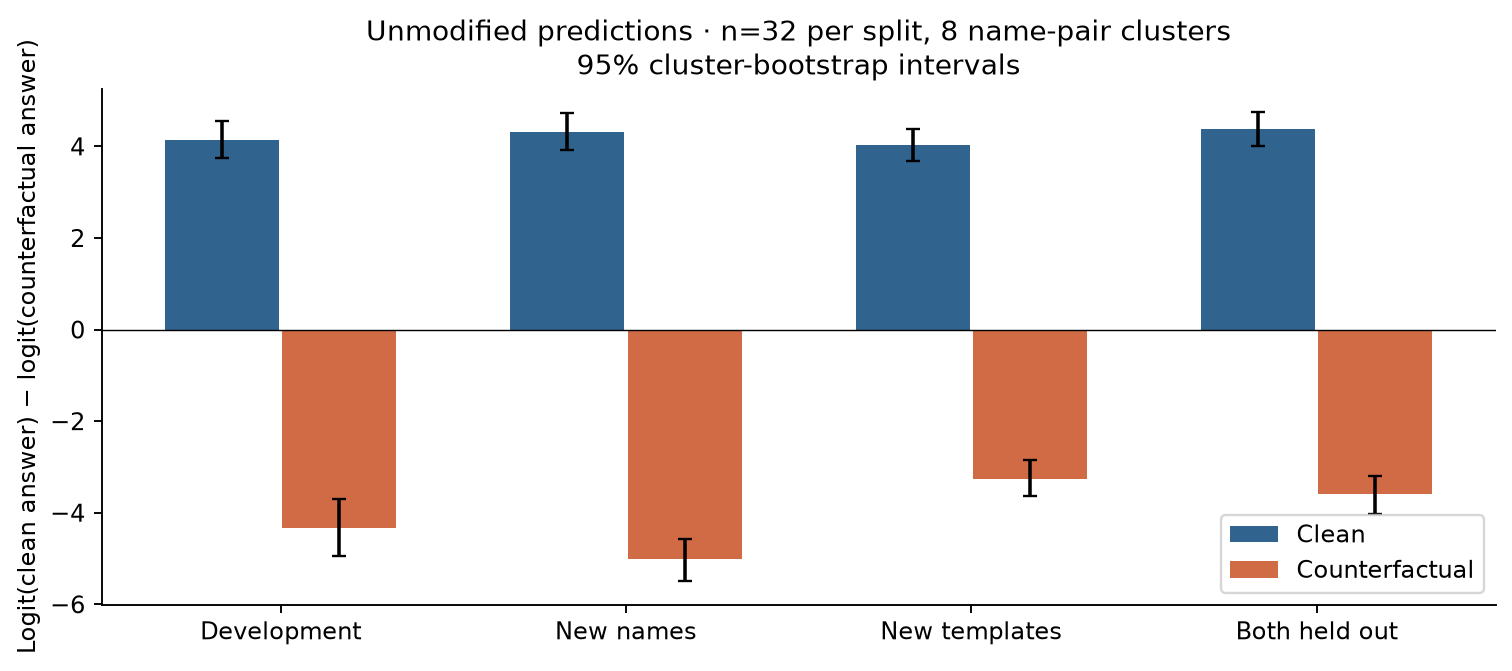 Unmodified predictions · n=32 per split, 8 name-pair clusters
95% cluster-bootstrap intervals
Logit(clean answer) − logit(counterfactual answer)
4
2
0
−2
−4
−6
Development
New names
New templates
Both held out
Clean
Counterfactual